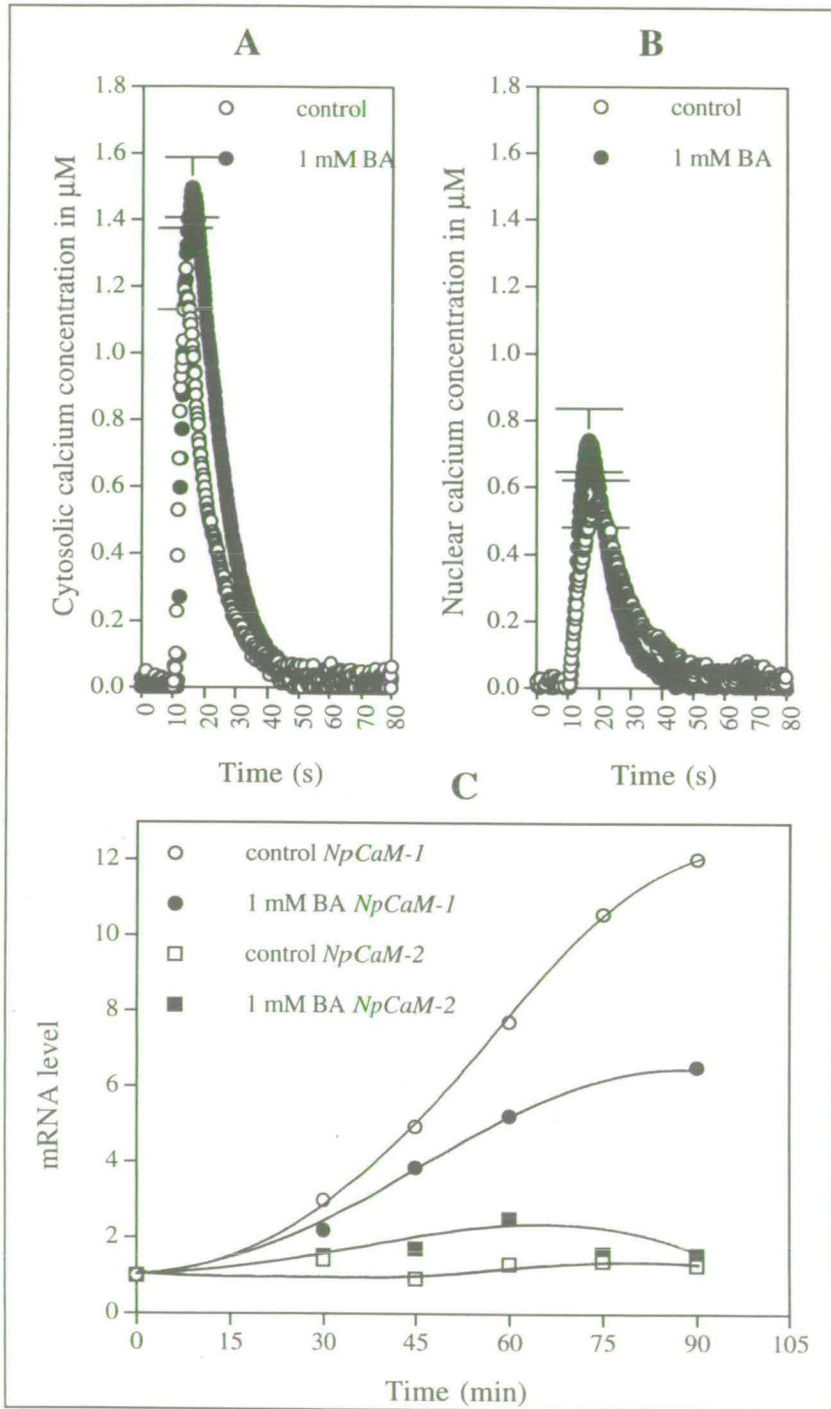 A
Cytosolic calcium concentration in µM
1.8
1.6
1.4
1.2
1.0
0.8
0.6
0.4
0.2
0.0
control
1 mM BA
0 10 20 30 40 50 60 70 80
Time (s)
B
Nuclear calcium concentration in µM
1.8
1.6
1.4
1.2
1.0
0.8
0.6
0.4
0.2
0.0
control
1 mM BA
0 10 20 30 40 50 60 70 80
Time (s)
C
mRNA level
12
10
8
6
4
2
0
control NpCaM-1
1 mM BA NpCaM-1
control NpCaM-2
1 mM BA NpCaM-2
0 15 30 45 60 75 90 105
Time (min)